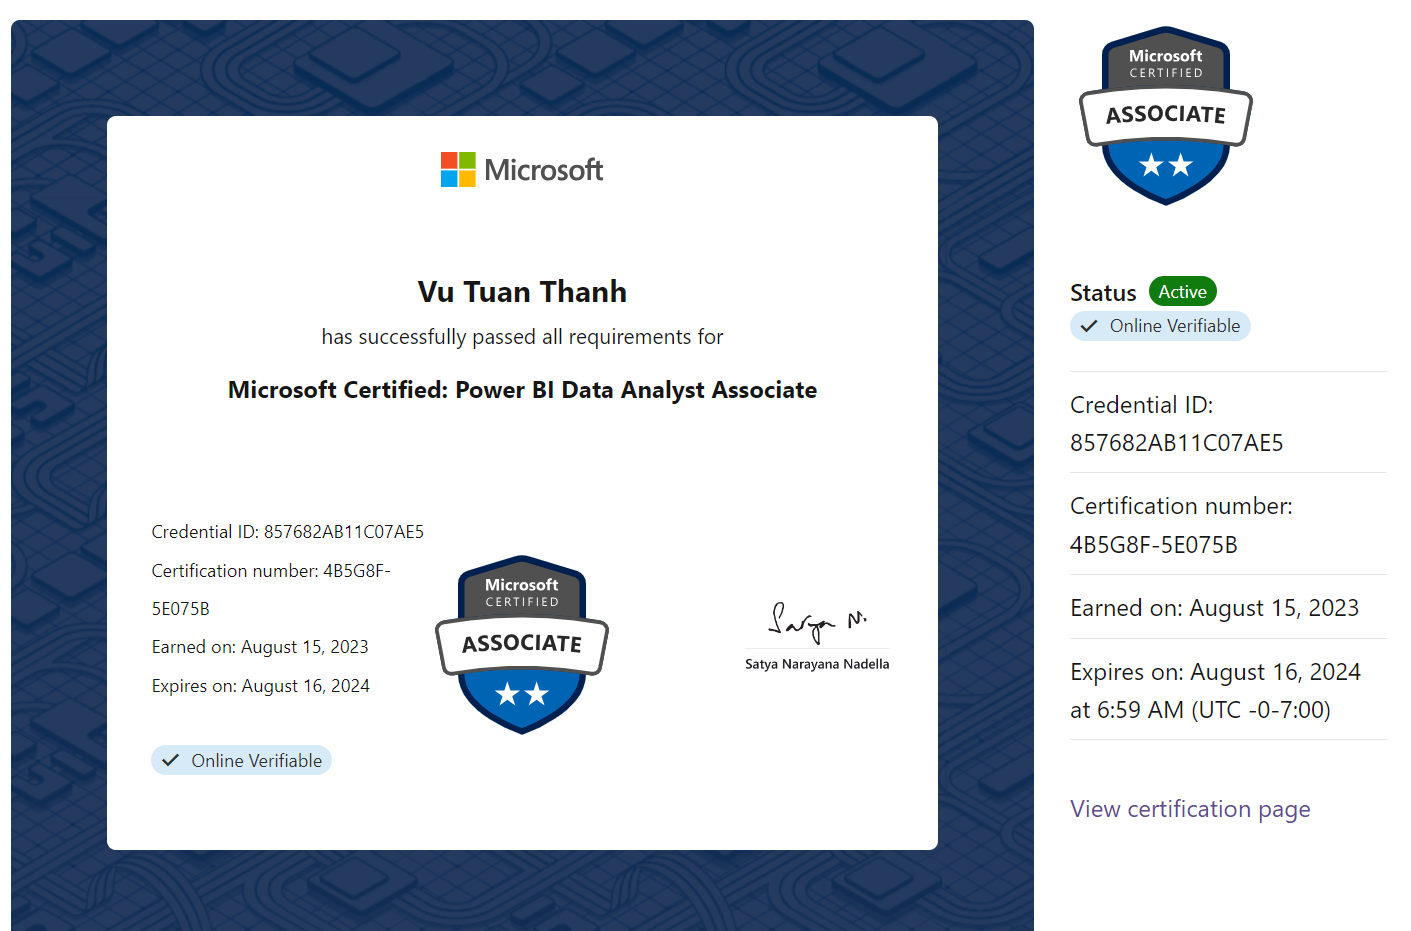 Microsoft
Vu Tuan Thanh
has successfully passed all requirements for
Microsoft Certified: Power BI Data Analyst Associate
Credential ID: 857682AB11C07AE5
Certification number: 4B5G8F-
5E075B
Earned on: August 15, 2023
Expires on: August 16, 2024
Online Verifiable
Microsoft
CERTIFIED
ASSOCIATE
Satya N.
Satya Narayana Nadella
Microsoft
CERTIFIED
ASSOCIATE
Status Active
Online Verifiable
Credential ID:
857682AB11C07AE5
Certification number:
4B5G8F-5E075B
Earned on: August 15, 2023
Expires on: August 16, 2024
at 6:59 AM (UTC -0-7:00)
View certification page